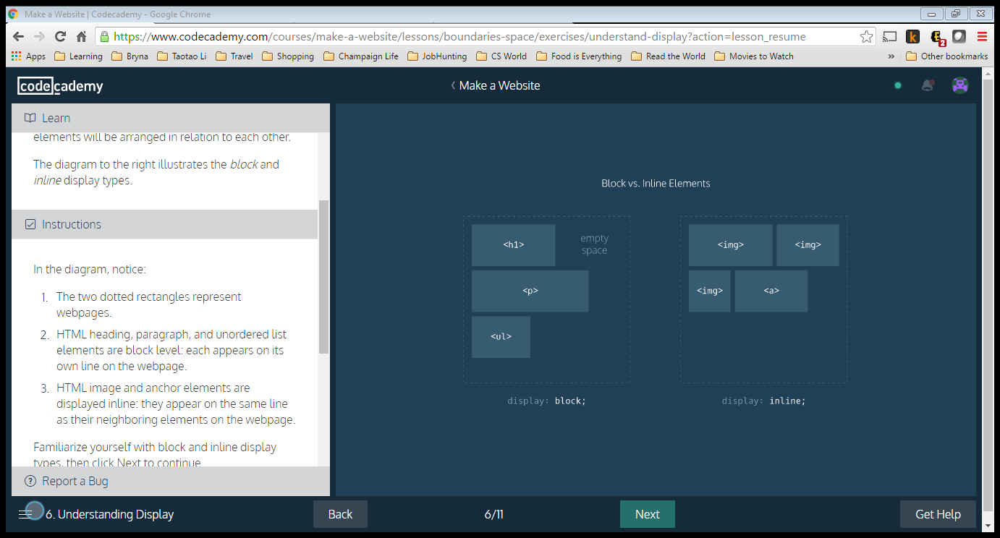 Make a Website | Codecademy - Google Chrome
https://www.codecademy.com/courses/make-a-website/lessons/boundaries-space/exercises/understand-display?action=lesson_resume
Apps Learning Bryna Taotao Li Travel Shopping Champaign Life JobHunting CS World Food is Everything Read the World Movies to Watch » Other bookmarks
codecademy
Make a Website
Learn
elements will be arranged in relation to each other.
The diagram to the right illustrates the block and
inline display types.
Instructions
In the diagram, notice:
1. The two dotted rectangles represent
webpages.
2. HTML heading, paragraph, and unordered list
elements are block level: each appears on its
own line on the webpage.
3. HTML image and anchor elements are
displayed inline: they appear on the same line
as their neighboring elements on the webpage.
Familiarize yourself with block and inline display
types, then click Next to continue
Report a Bug
Block vs. Inline Elements
<h1>
empty
space
<p>
<ul>
display: block;
<img> <img>
<img> <a>
display: inline;
6. Understanding Display
Back
6/11
Next
Get Help
k
E
2